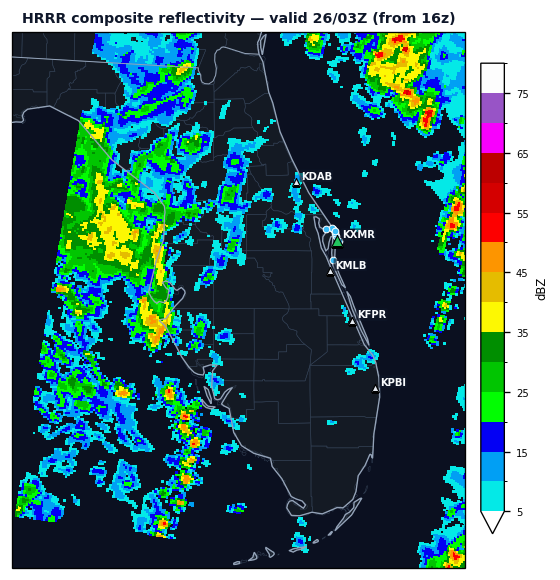 HRRR composite reflectivity — valid 26/03Z (from 16z)
KDAB
KXMR
KMLB
KFPR
KPBI
75
65
55
45
35
25
15
5
dBZ